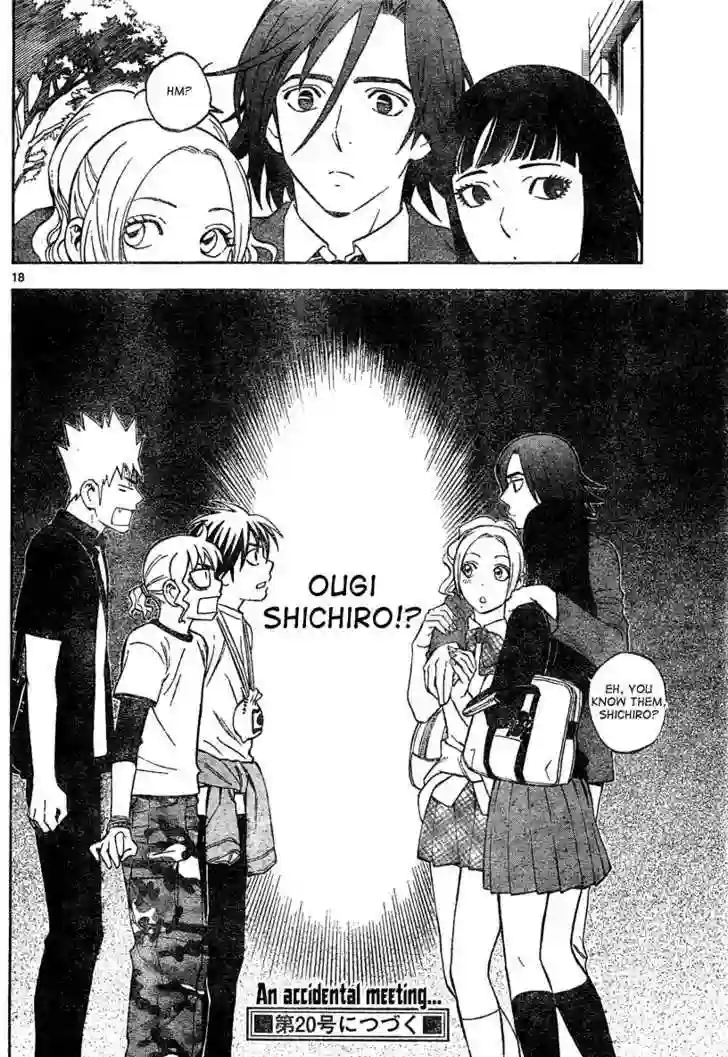 HM?
18
OUGI
SHICHIRO!?
EH, YOU
KNOW THEM,
SHICHIRO?
An accidental meeting...
第20号につづく